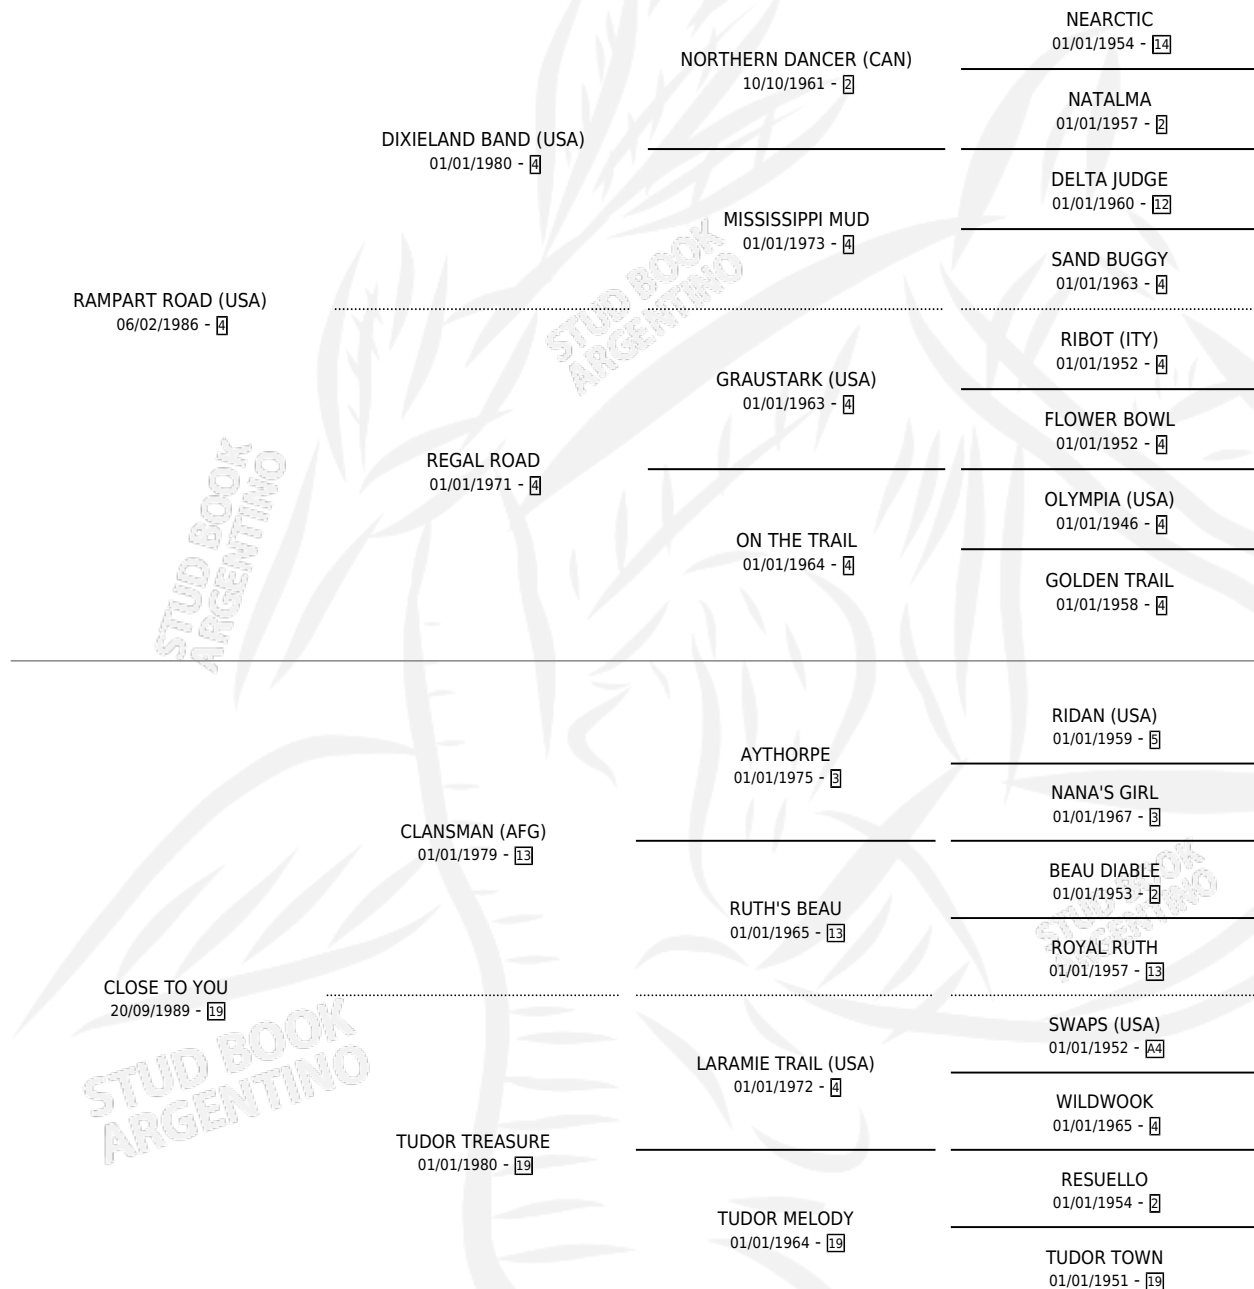 NEARCTIC
01/01/1954 - 14
NORTHERN DANCER (CAN)
10/10/1961 - 2
NATALMA
01/01/1957 - 2
DIXIELAND BAND (USA)
01/01/1980 - 4
DELTA JUDGE
01/01/1960 - 12
MISSISSIPPI MUD
01/01/1973 - 4
SAND BUGGY
01/01/1963 - 4
RAMPART ROAD (USA)
06/02/1986 - 4
STUD BOOK
ARGENTINO
RIBOT (ITY)
01/01/1952 - 4
GRAUSTARK (USA)
01/01/1963 - 4
FLOWER BOWL
01/01/1952 - 4
REGAL ROAD
01/01/1971 - 4
OLYMPIA (USA)
01/01/1946 - 4
ON THE TRAIL
01/01/1964 - 4
GOLDEN TRAIL
01/01/1958 - 4
STUD BOOK
ARGENTINO
RIDAN (USA)
01/01/1959 - 5
AYTHORPE
01/01/1975 - 3
NANA'S GIRL
01/01/1967 - 3
CLANSMAN (AFG)
01/01/1979 - 13
BEAU DIABLE
01/01/1953 - 2
RUTH'S BEAU
01/01/1965 - 13
STUD BOOK
ARGENTINO
ROYAL RUTH
01/01/1957 - 13
CLOSE TO YOU
20/09/1989 - 19
SWAPS (USA)
01/01/1952 - A4
LARAMIE TRAIL (USA)
01/01/1972 - 4
STUD BOOK
ARGENTINO
WILDWOOK
01/01/1965 - 4
TUDOR TREASURE
01/01/1980 - 19
RESUELLO
01/01/1954 - 2
TUDOR MELODY
01/01/1964 - 19
TUDOR TOWN
01/01/1951 - 19